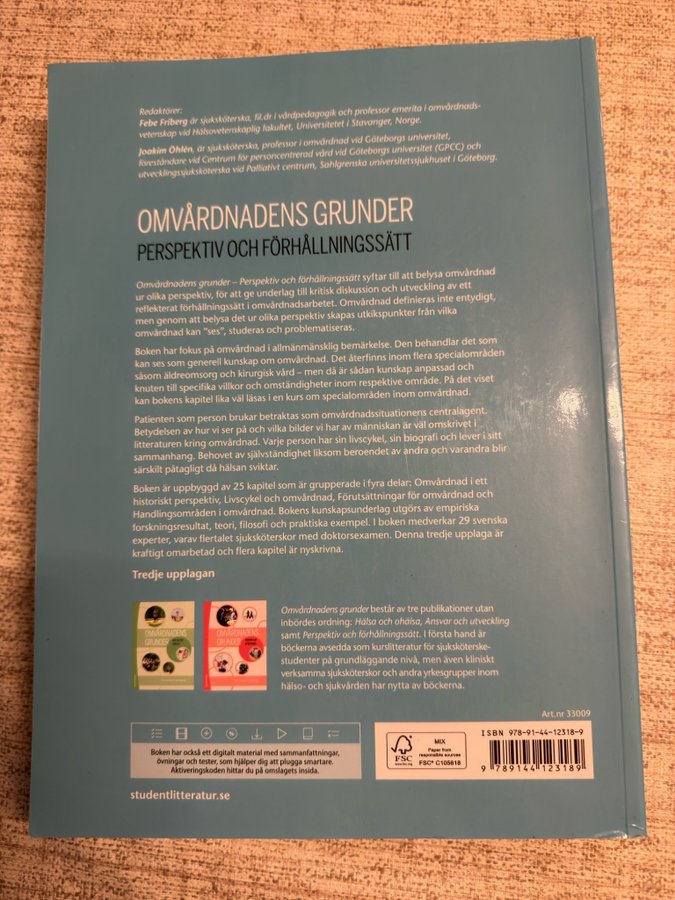 Redaktörer:
Febe Friberg är sjuksköterska, fil.dr i vårdpedagogik och professor emerita i omvårdnads-
vetenskap vid Hälsovetenskaplig fakultet, Universitetet i Stavanger, Norge.
Joakim Öhlén, är sjuksköterska, professor i omvårdnad vid Göteborgs universitet,
föreståndare vid Centrum för personcentrerad vård vid Göteborgs universitet (GPCC) och
utvecklingssjuksköterska vid Palliativt centrum, Sahlgrenska universitetssjukhuset i Göteborg.
OMVÅRDNADENS GRUNDER
PERSPEKTIV OCH FÖRHÅLLNINGSSÄTT
Omvårdnadens grunder – Perspektiv och förhållningssätt syftar till att belysa omvårdnad
ur olika perspektiv, för att ge underlag till kritisk diskussion och utveckling av ett
reflekterat förhållningssätt i omvårdnadsarbetet. Omvårdnad definieras inte entydigt,
men genom att belysa det ur olika perspektiv skapas utkikspunkter från vilka
omvårdnad kan ”ses”, studeras och problematiseras.
Boken har fokus på omvårdnad i allmänmänsklig bemärkelse. Den behandlar det som
kan ses som generell kunskap om omvårdnad. Det återfinns inom flera specialområden
såsom äldreomsorg och kirurgisk vård – men då är sådan kunskap anpassad och
knuten till specifika villkor och omständigheter inom respektive område. På det viset
kan bokens kapitel lika väl läsas i en kurs om specialområden inom omvårdnad.
Patienten som person brukar betraktas som omvårdnadssituationens centralagent.
Betydelsen av hur vi ser på och vilka bilder vi har av människan är väl omskrivet i
litteraturen kring omvårdnad. Varje person har sin livscykel, sin biografi och lever i sitt
sammanhang. Behovet av självständighet liksom beroendet av andra och varandra blir
särskilt påtagligt då hälsan sviktar.
Boken är uppbyggd av 25 kapitel som är grupperade i fyra delar: Omvårdnad i ett
historiskt perspektiv, Livscykel och omvårdnad, Förutsättningar för omvårdnad och
Handlingsområden i omvårdnad. Bokens kunskapsunderlag utgörs av empiriska
forskningsresultat, teori, filosofi och praktiska exempel. I boken medverkar 29 svenska
experter, varav flertalet sjuksköterskor med doktorsexamen. Denna tredje upplaga är
kraftigt omarbetad och flera kapitel är nyskrivna.
Tredje upplagan
OMVÅRDNADENS
GRUNDER
OMVÅRDNADENS
GRUNDER
Omvårdnadens grunder består av tre publikationer utan
inbördes ordning: Hälsa och ohälsa, Ansvar och utveckling
samt Perspektiv och förhållningssätt. I första hand är
böckerna avsedda som kurslitteratur för sjuksköterske-
studenter på grundläggande nivå, men även kliniskt
verksamma sjuksköterskor och andra yrkesgrupper inom
hälso- och sjukvården har nytta av böckerna.
Art.nr 33009
Boken har också ett digitalt material med sammanfattningar,
övningar och tester, som hjälper dig att plugga smartare.
Aktiveringskoden hittar du på omslagets insida.
FSC
www.fsc.org
MIX
Paper from
responsible sources
FSC® C105618
ISBN 978-91-44-12318-9
9 789144 123189
studentlitteratur.se